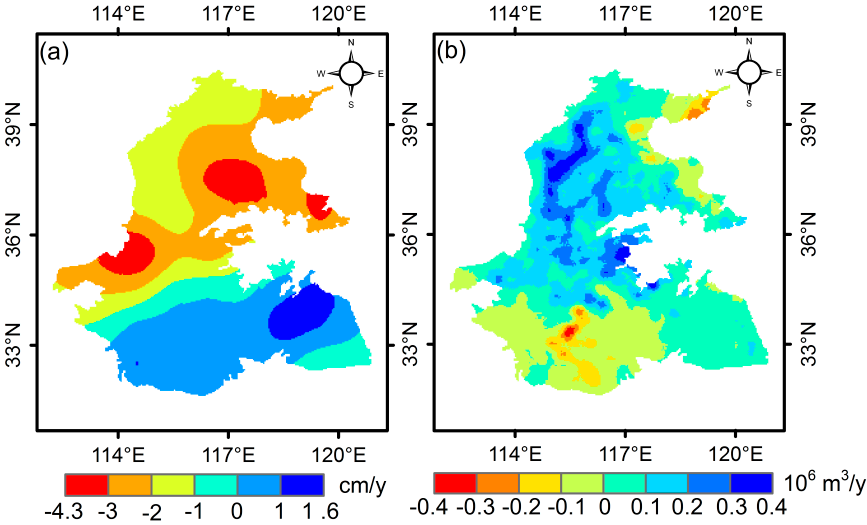 114°E 117°E 120°E 114°E 117°E 120°E
(a) N W E S (b) N W E S
39°N 39°N
36°N 36°N
33°N 33°N
114°E 117°E 120°E 114°E 117°E 120°E
cm/y 10⁶ m³/y
-4.3 -3 -2 -1 0 1 1.6 -0.4 -0.3 -0.2 -0.1 0 0.1 0.2 0.3 0.4